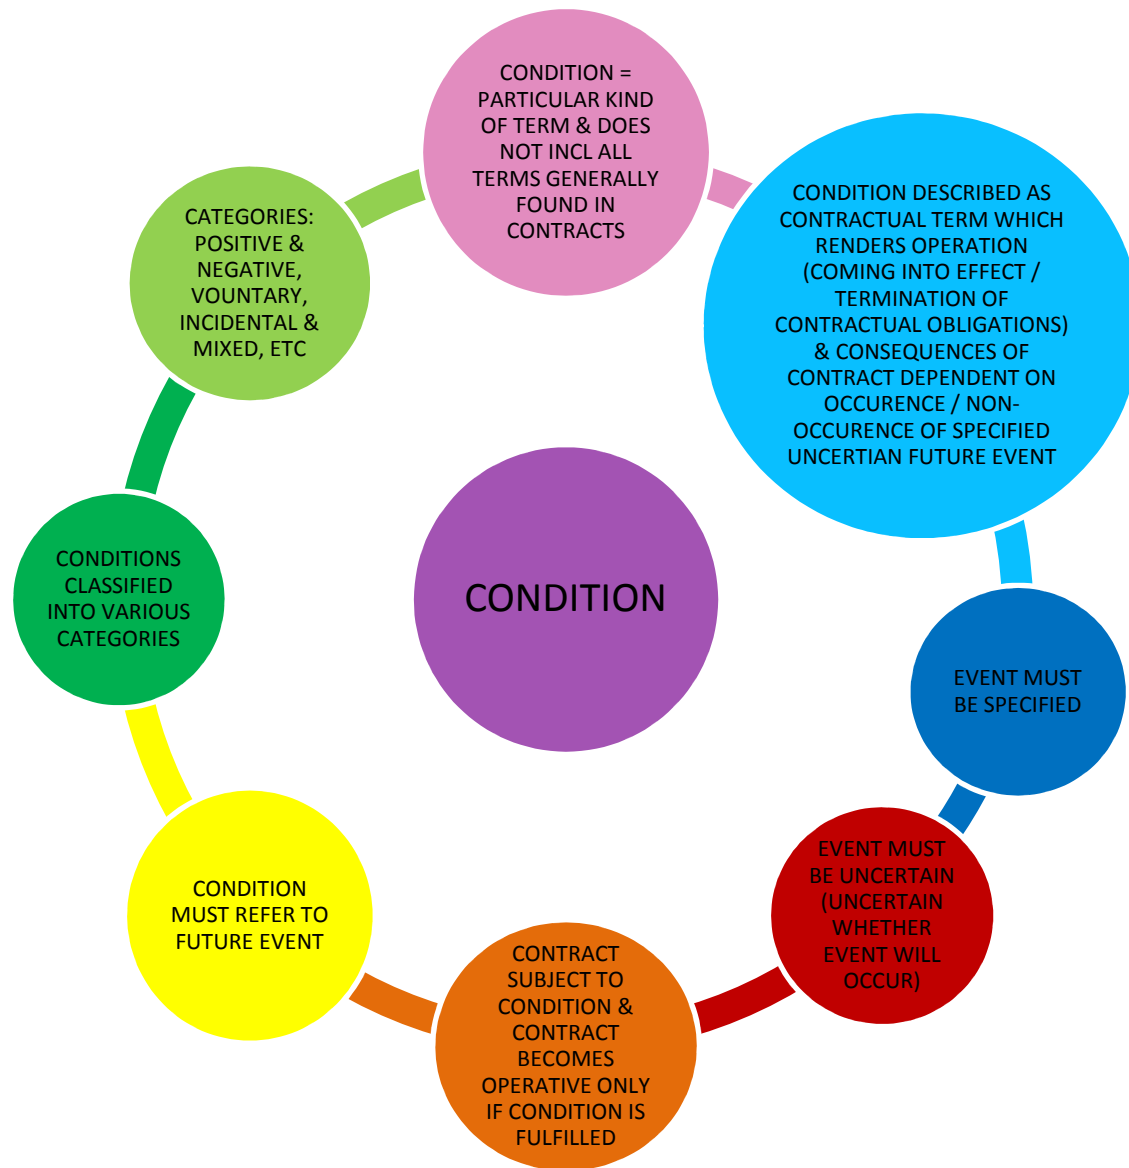 CONDITION =
PARTICULAR KIND
OF TERM & DOES
NOT INCL ALL
TERMS GENERALLY
FOUND IN
CONTRACTS
CONDITION DESCRIBED AS
CONTRACTUAL TERM WHICH
RENDERS OPERATION
(COMING INTO EFFECT /
TERMINATION OF
CONTRACTUAL OBLIGATIONS)
& CONSEQUENCES OF
CONTRACT DEPENDENT ON
OCCURENCE / NON-
OCCURENCE OF SPECIFIED
UNCERTIAN FUTURE EVENT
EVENT MUST
BE SPECIFIED
EVENT MUST
BE UNCERTAIN
(UNCERTAIN
WHETHER
EVENT WILL
OCCUR)
CONTRACT
SUBJECT TO
CONDITION &
CONTRACT
BECOMES
OPERATIVE ONLY
IF CONDITION IS
FULFILLED
CONDITION
MUST REFER TO
FUTURE EVENT
CONDITIONS
CLASSIFIED
INTO VARIOUS
CATEGORIES
CATEGORIES:
POSITIVE &
NEGATIVE,
VOUNTARY,
INCIDENTAL &
MIXED, ETC
CONDITION